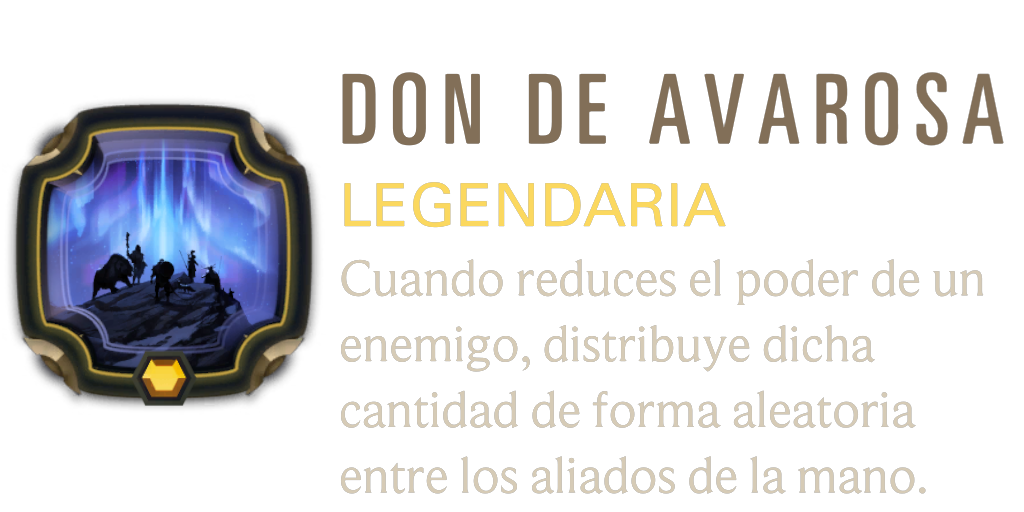 DON DE AVAROSA
LEGENDARIA
Cuando reduces el poder de un
enemigo, distribuye dicha
cantidad de forma aleatoria
entre los aliados de la mano.